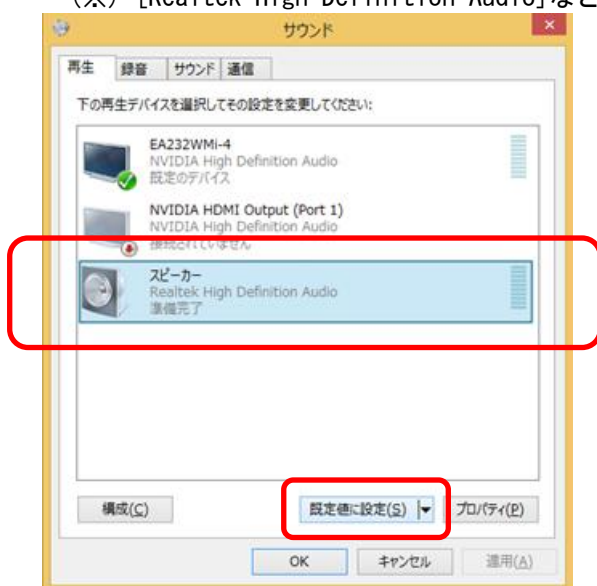 (※) [Realtek High Definition Audio]など
サウンド
再生 録音 サウンド 通信
下の再生デバイスを選択してその設定を変更してください:
EA232WMi-4
NVIDIA High Definition Audio
既定のデバイス
NVIDIA HDMI Output (Port 1)
NVIDIA High Definition Audio
接続されていません
スピーカー
Realtek High Definition Audio
準備完了
構成(C) 既定値に設定(S) プロパティ(P)
OK キャンセル 適用(A)